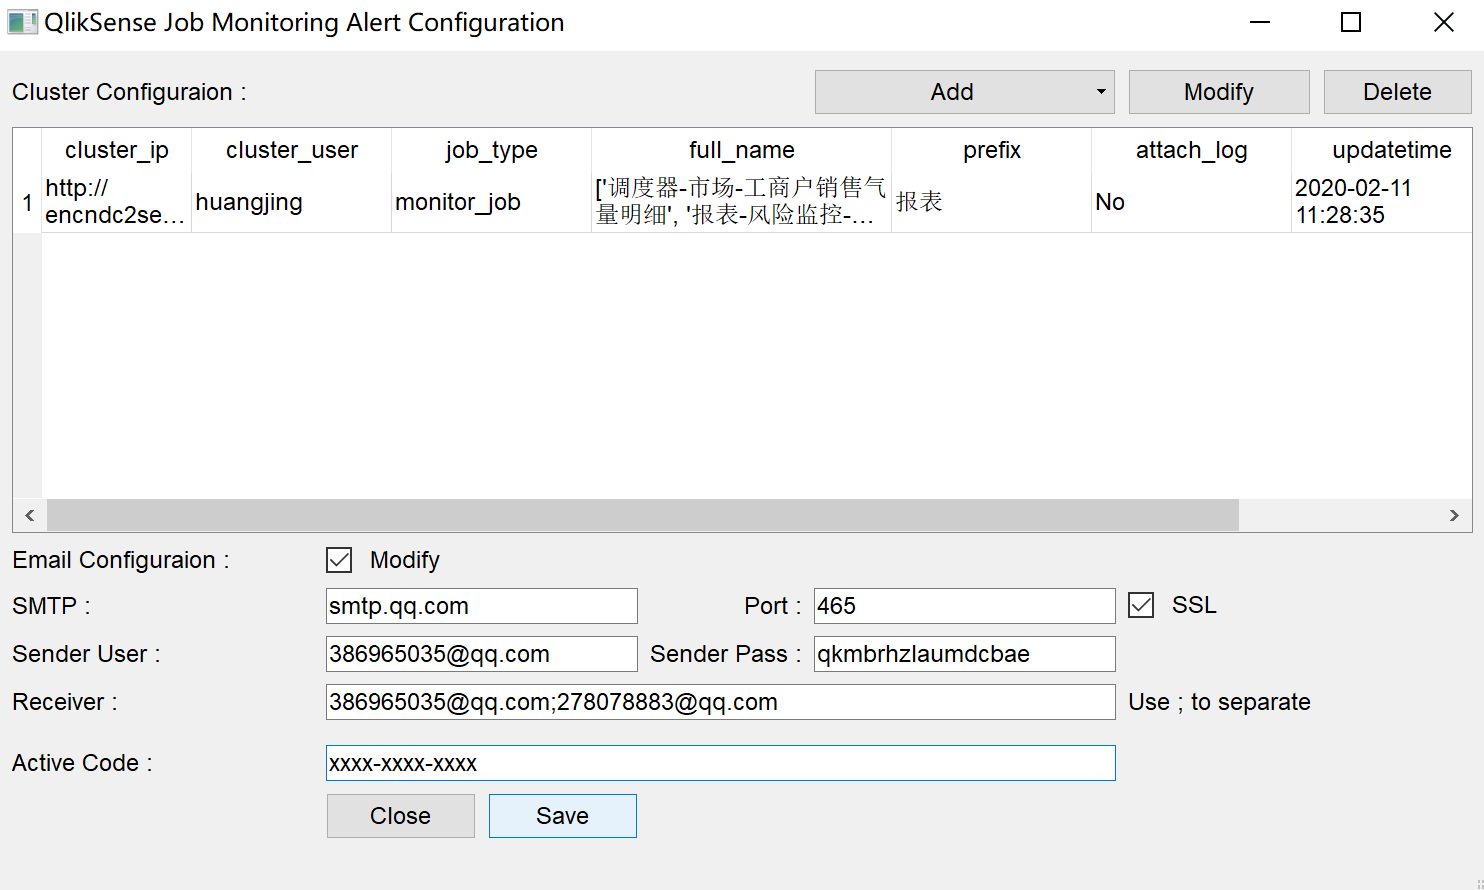 QlikSense Job Monitoring Alert Configuration
Cluster Configuraion :
Add
Modify
Delete
cluster_ip
cluster_user
job_type
full_name
prefix
attach_log
updatetime
1
http://
encndc2se...
huangjing
monitor_job
['调度器-市场-工商户销售气
量明细', '报表-风险监控-...
报表
No
2020-02-11
11:28:35
Email Configuraion :
Modify
SMTP :
smtp.qq.com
Port :
465
SSL
Sender User :
386965035@qq.com
Sender Pass :
qkmbrhzlaumdcbae
Receiver :
386965035@qq.com;278078883@qq.com
Use ; to separate
Active Code :
xxxx-xxxx-xxxx
Close
Save